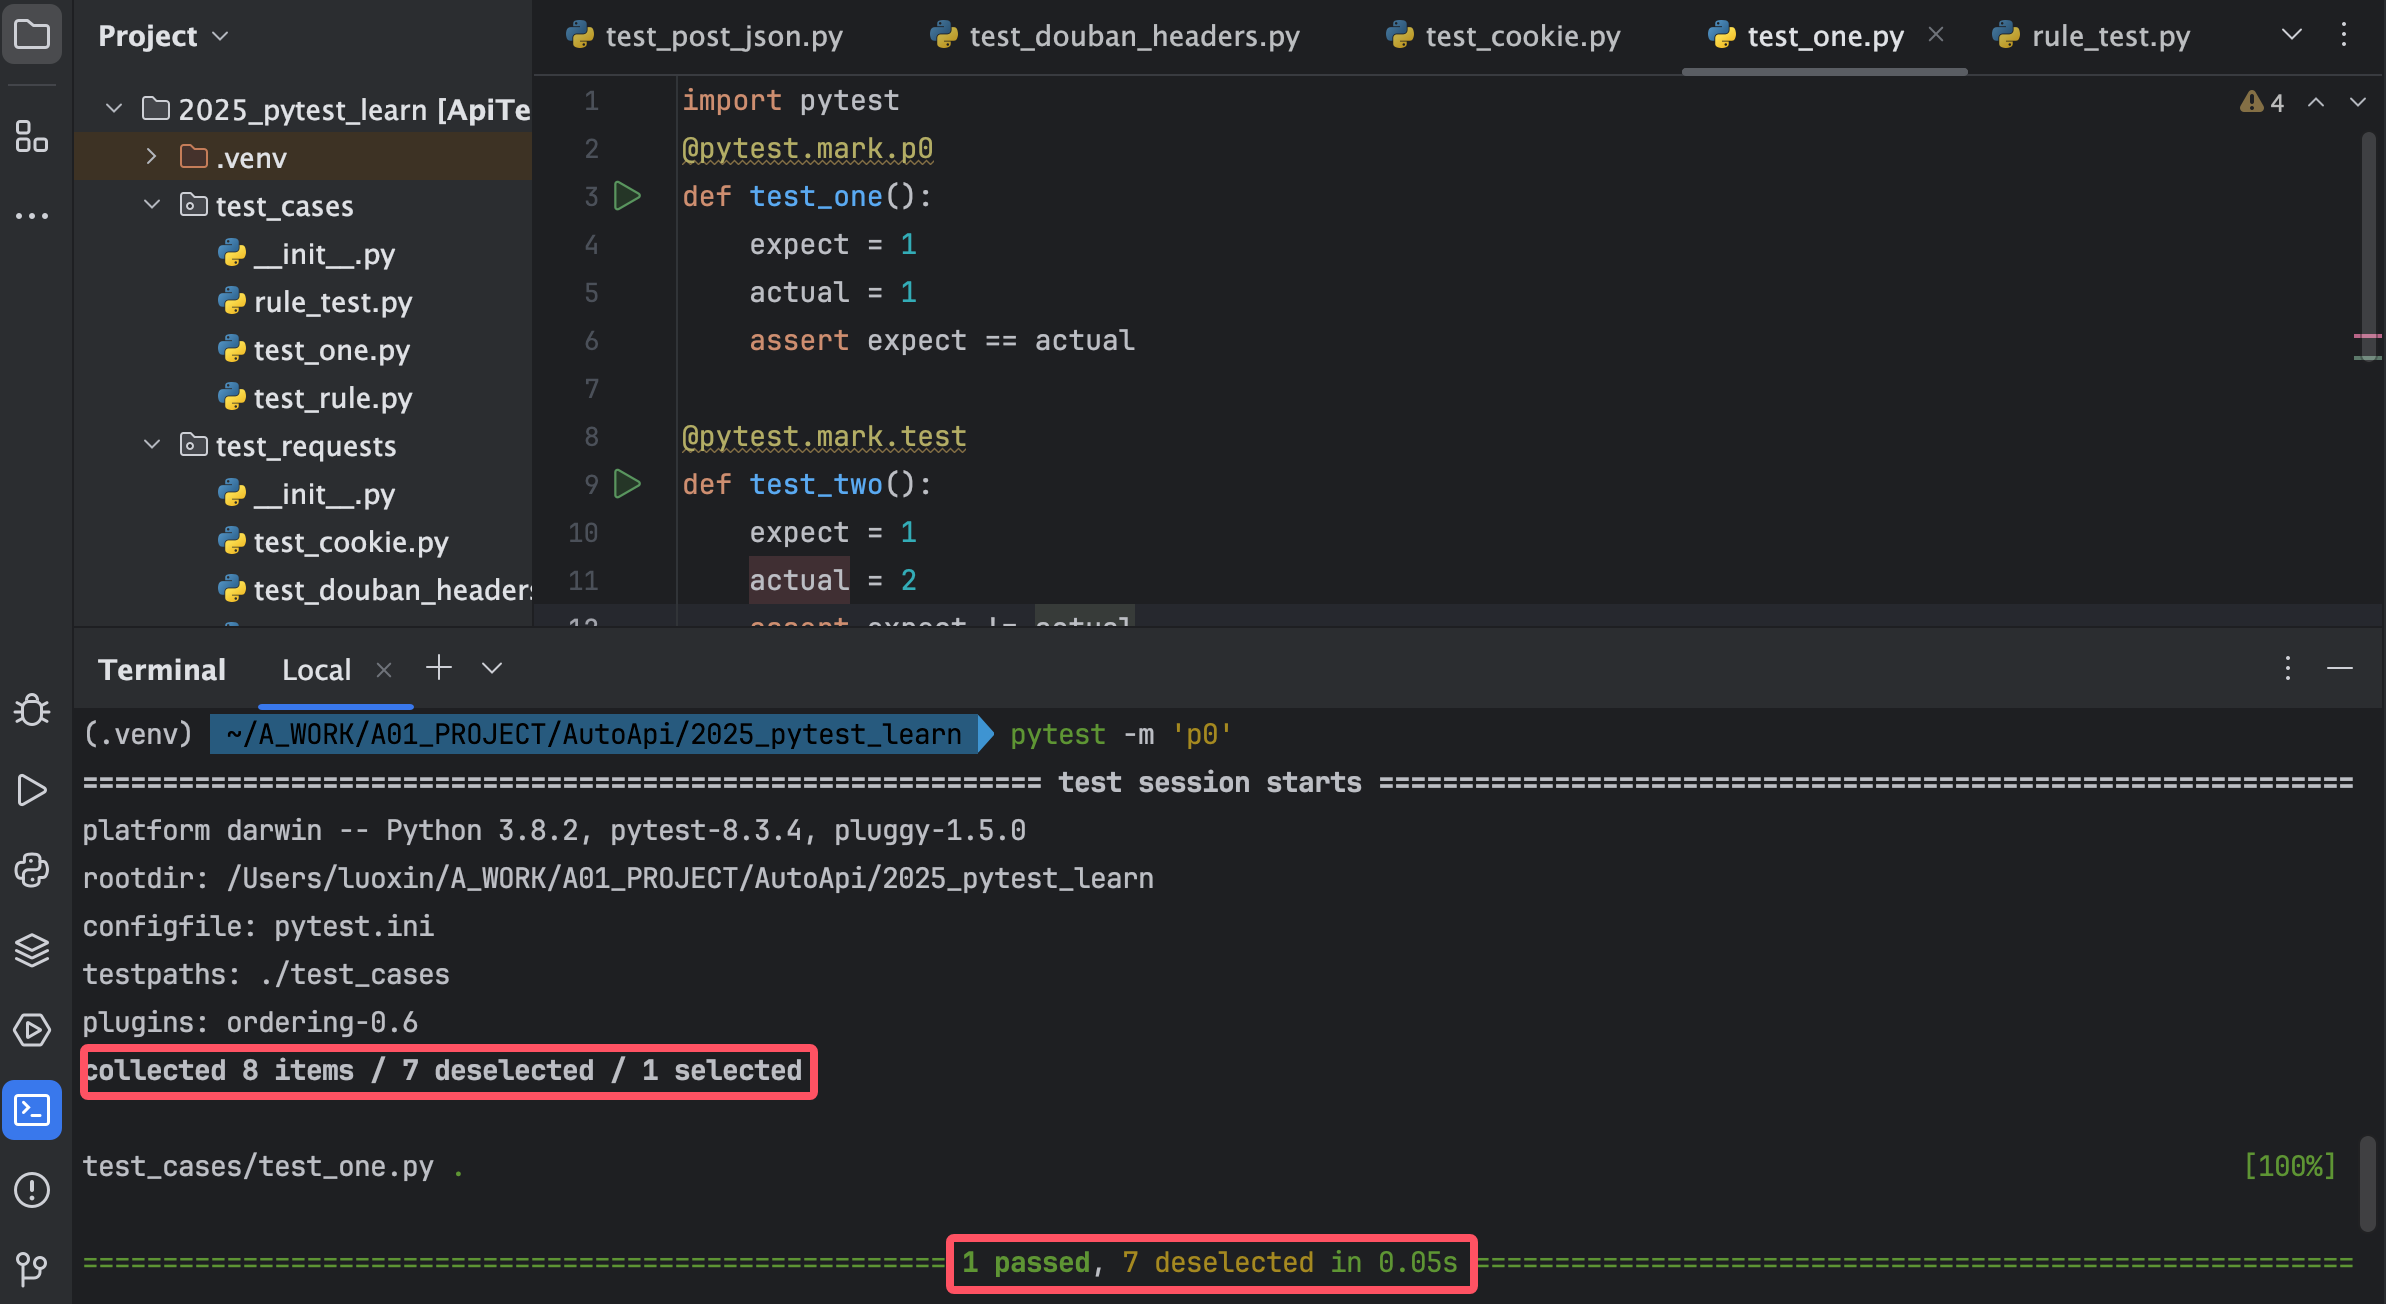 Project
test_post_json.py
test_douban_headers.py
test_cookie.py
test_one.py
rule_test.py
2025_pytest_learn [ApiTe
.venv
test_cases
__init__.py
rule_test.py
test_one.py
test_rule.py
test_requests
__init__.py
test_cookie.py
test_douban_headers
4
1 import pytest
2 @pytest.mark.p0
3 def test_one():
4 expect = 1
5 actual = 1
6 assert expect == actual
7
8 @pytest.mark.test
9 def test_two():
10 expect = 1
11 actual = 2
12 assert expect != actual
Terminal Local
(.venv) ~/A_WORK/A01_PROJECT/AutoApi/2025_pytest_learn pytest -m 'p0'
============================================================ test session starts =============================================================
platform darwin -- Python 3.8.2, pytest-8.3.4, pluggy-1.5.0
rootdir: /Users/luoxin/A_WORK/A01_PROJECT/AutoApi/2025_pytest_learn
configfile: pytest.ini
testpaths: ./test_cases
plugins: ordering-0.6
collected 8 items / 7 deselected / 1 selected
test_cases/test_one.py . [100%]
====================================================== 1 passed, 7 deselected in 0.05s =======================================================